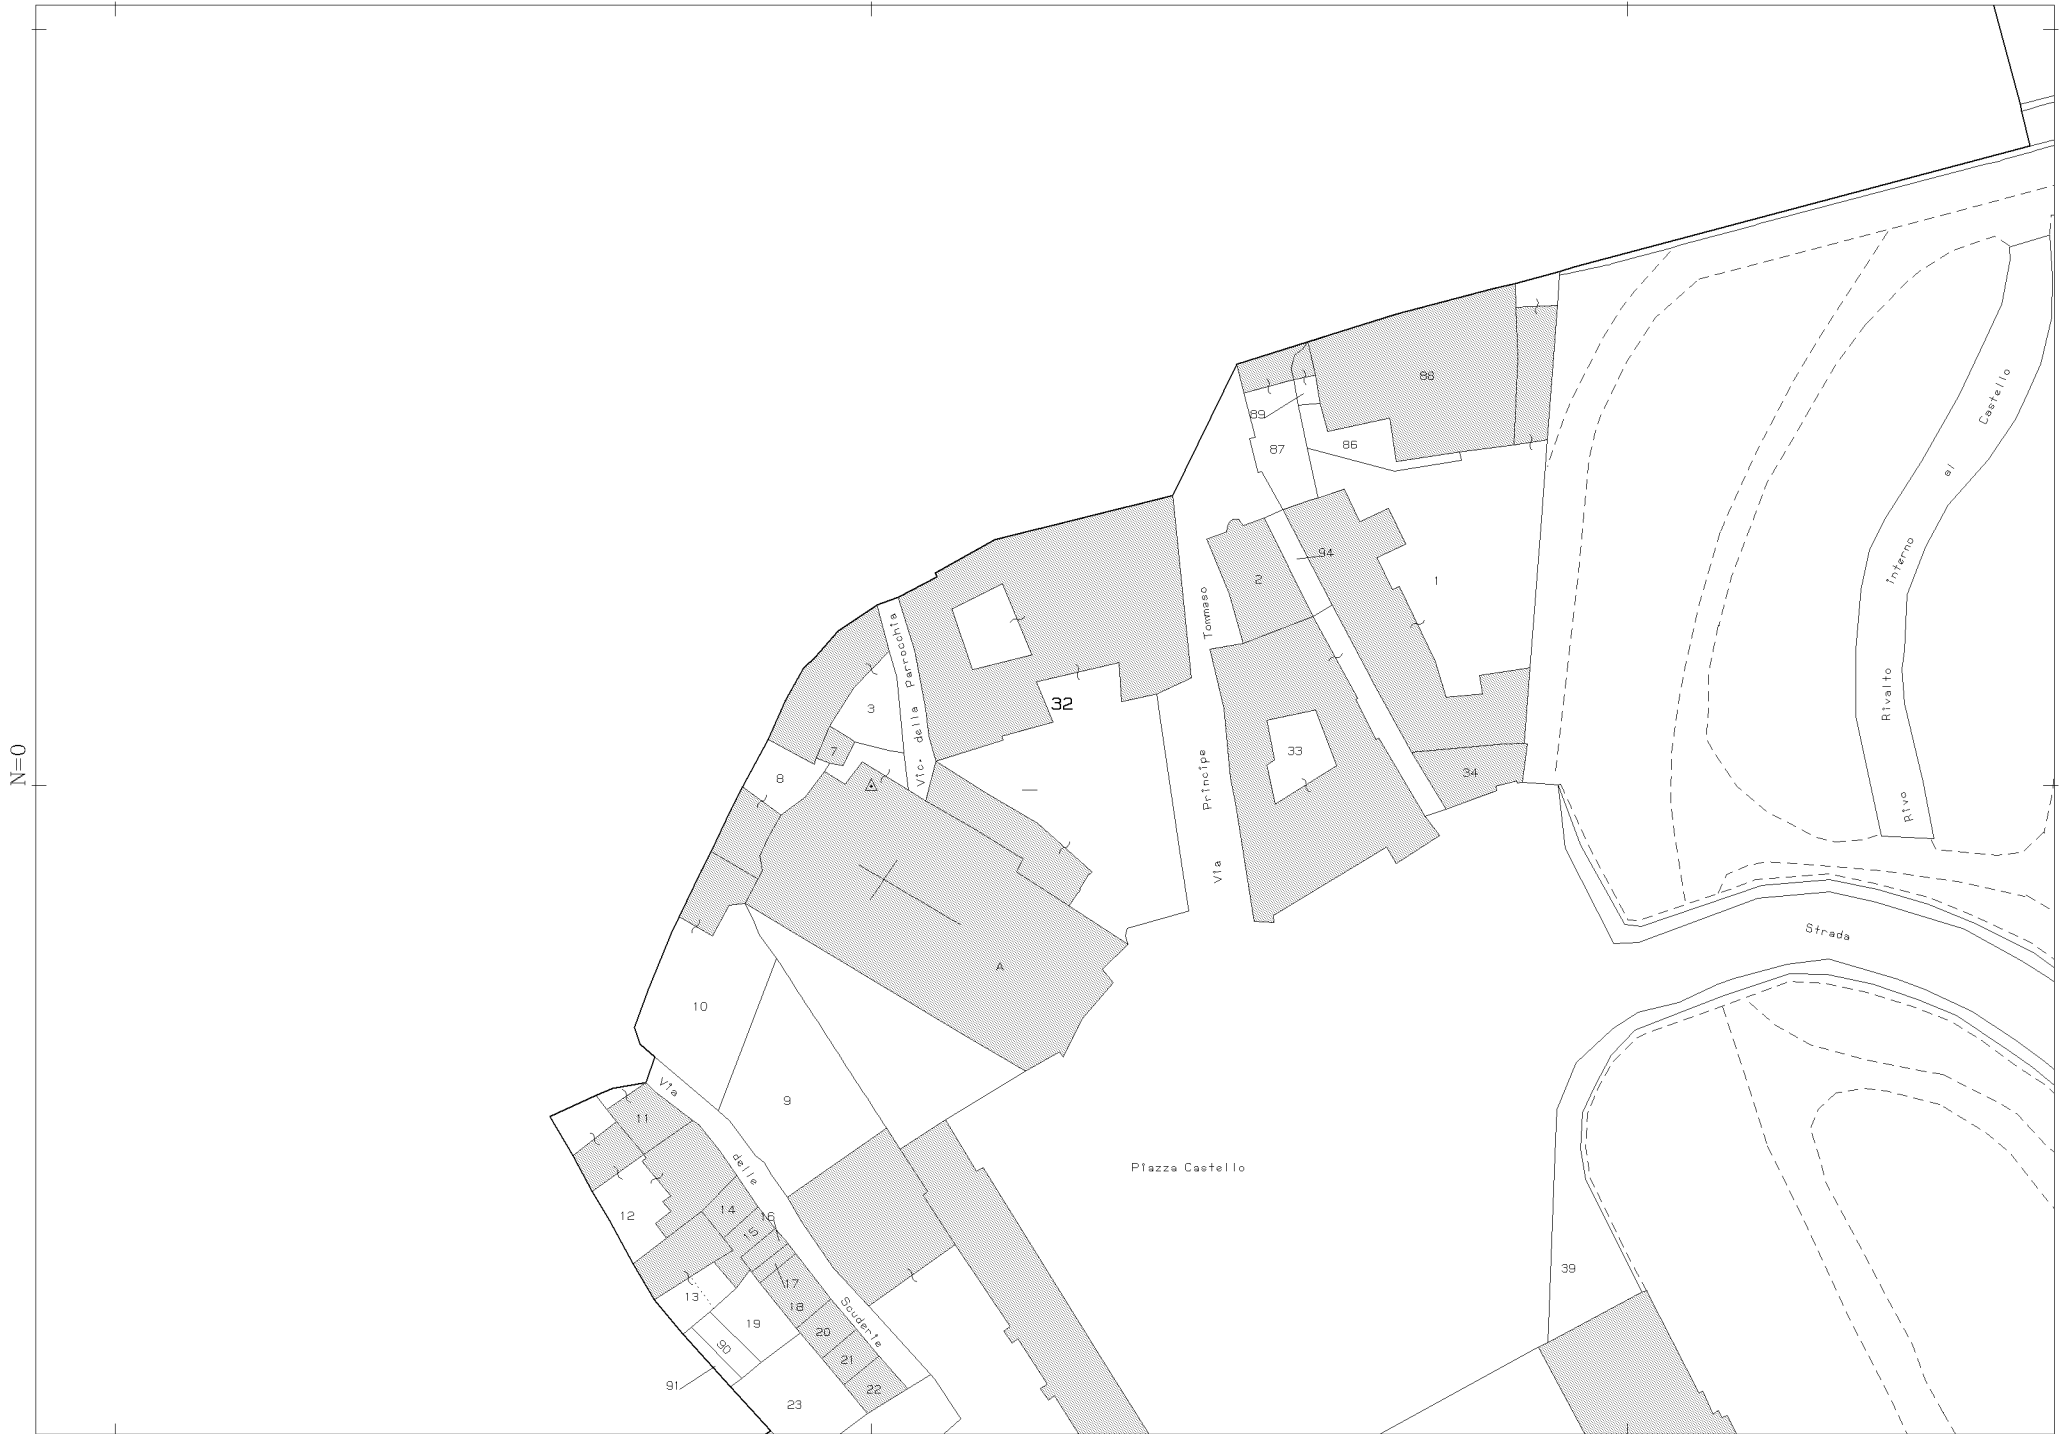 88
89
86
87
94
2
1
Castello
al
Interno
Rivalto
Rivo
Tommaso
Principe
Via
Vic. della Parrocchia
3
32
7
8
33
34
N=0
Strada
A
10
9
Via
delle
Scuderie
11
12
14
16
15
17
18
13
19
20
90
21
22
91
23
Piazza Castello
39